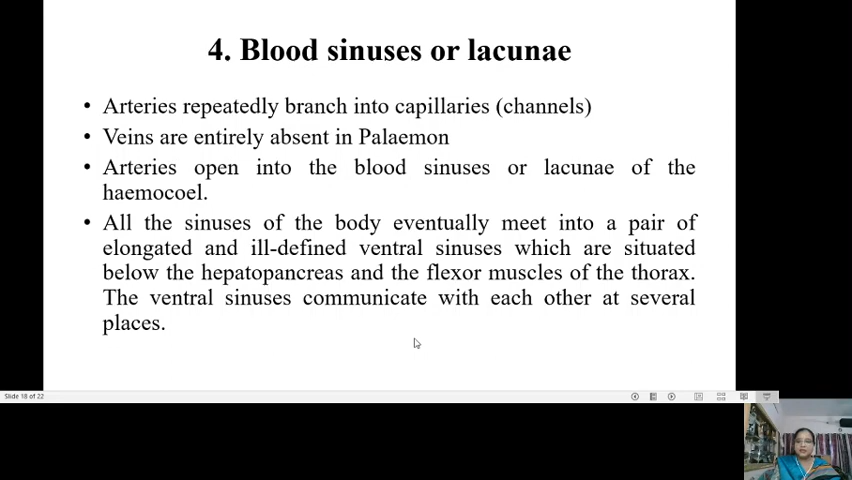 4. Blood sinuses or lacunae
• Arteries repeatedly branch into capillaries (channels)
• Veins are entirely absent in Palaemon
• Arteries open into the blood sinuses or lacunae of the
haemocoel.
• All the sinuses of the body eventually meet into a pair of
elongated and ill-defined ventral sinuses which are situated
below the hepatopancreas and the flexor muscles of the thorax.
The ventral sinuses communicate with each other at several
places.
Slide 18 of 22